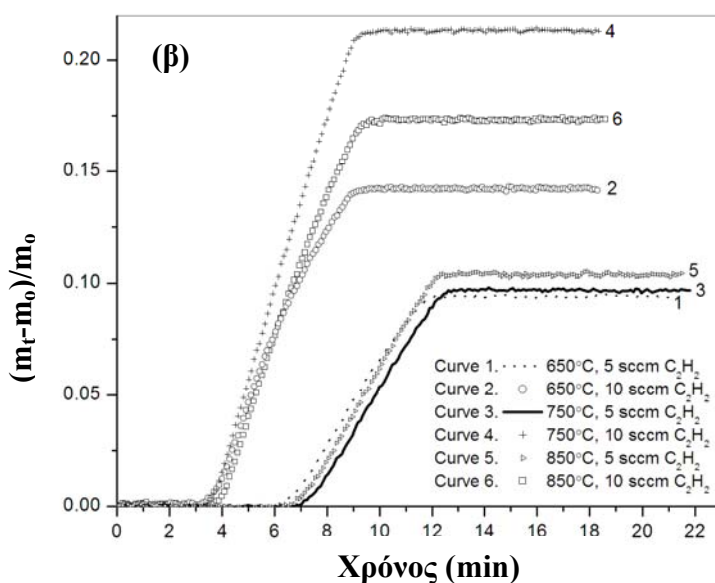 (β)
(mt-mo)/mo
0.20
0.15
0.10
0.05
0.00
4
6
2
5
3
1
Curve 1. 650°C, 5 sccm C2H2
Curve 2. 650°C, 10 sccm C2H2
Curve 3. 750°C, 5 sccm C2H2
Curve 4. 750°C, 10 sccm C2H2
Curve 5. 850°C, 5 sccm C2H2
Curve 6. 850°C, 10 sccm C2H2
0 2 4 6 8 10 12 14 16 18 20 22
Χρόνος (min)